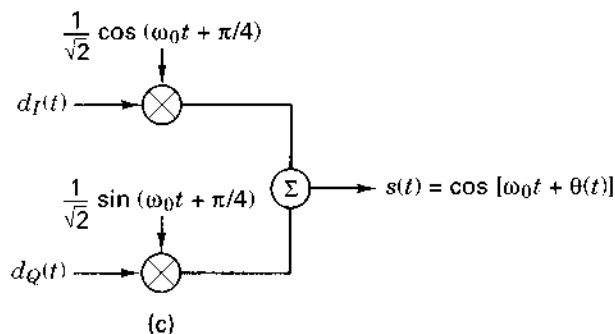 1/√2 cos (ω₀t + π/4)
d_I(t)
Σ
s(t) = cos [ω₀t + θ(t)]
1/√2 sin (ω₀t + π/4)
d_Q(t)
(c)